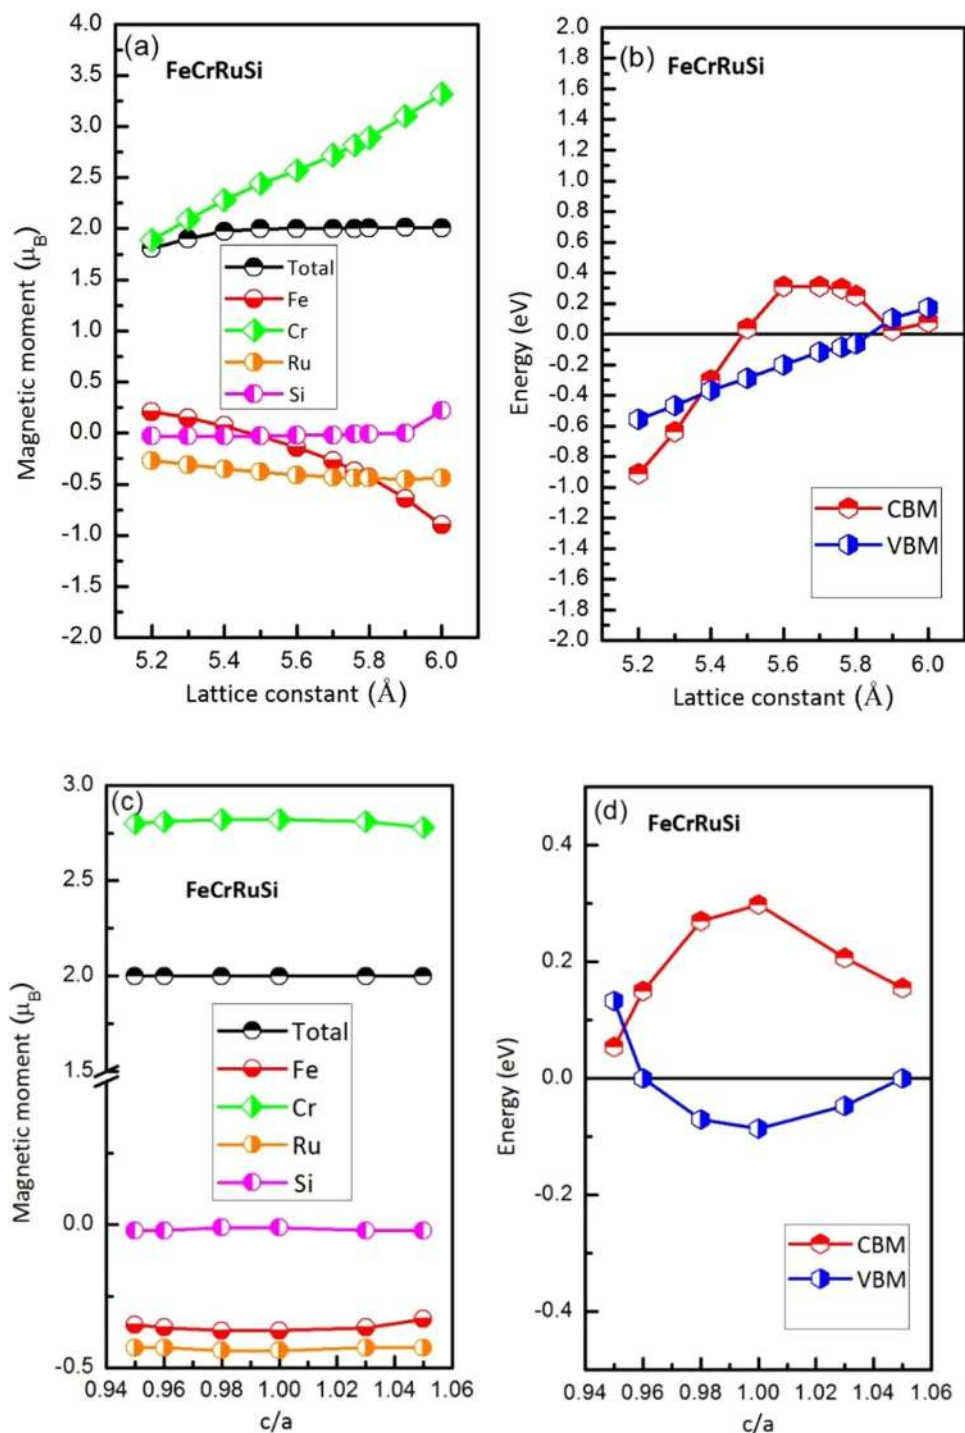 (a)
FeCrRuSi
4.0
3.5
3.0
2.5
2.0
1.5
1.0
0.5
0.0
-0.5
-1.0
-1.5
-2.0
Magnetic moment (μB)
Total
Fe
Cr
Ru
Si
5.2 5.4 5.6 5.8 6.0
Lattice constant (Å)
(b)
FeCrRuSi
2.0
1.8
1.6
1.4
1.2
1.0
0.8
0.6
0.4
0.2
0.0
-0.2
-0.4
-0.6
-0.8
-1.0
-1.2
-1.4
-1.6
-1.8
-2.0
Energy (eV)
CBM
VBM
5.2 5.4 5.6 5.8 6.0
Lattice constant (Å)
(c)
FeCrRuSi
3.0
2.5
2.0
1.5
0.0
-0.5
Magnetic moment (μB)
Total
Fe
Cr
Ru
Si
0.94 0.96 0.98 1.00 1.02 1.04 1.06
c/a
(d)
FeCrRuSi
0.4
0.2
0.0
-0.2
-0.4
Energy (eV)
CBM
VBM
0.94 0.96 0.98 1.00 1.02 1.04 1.06
c/a